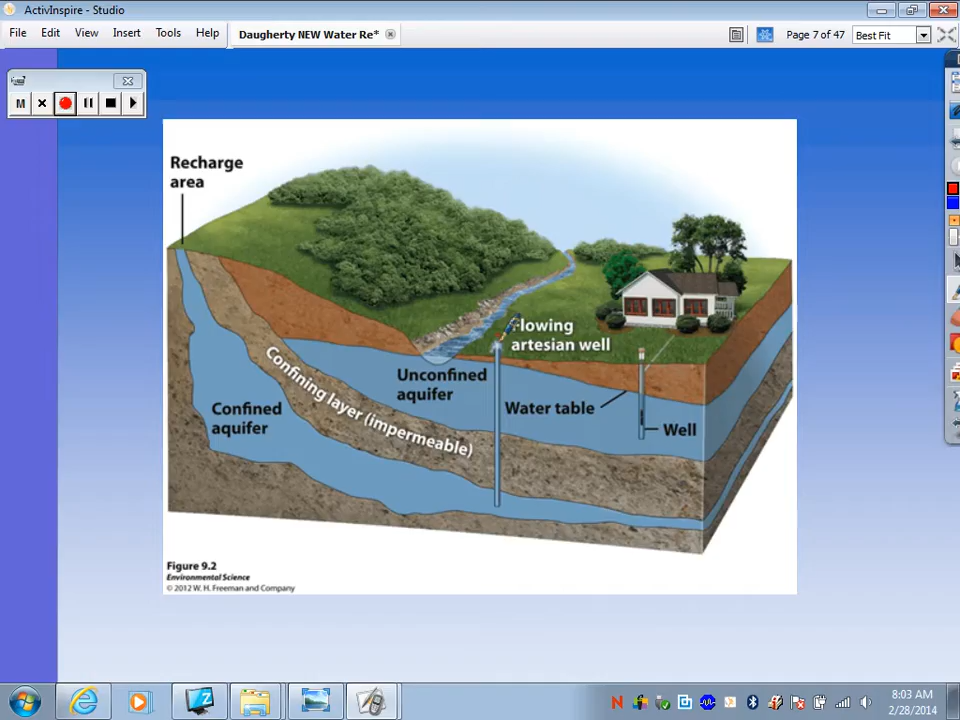 ActivInspire - Studio
File Edit View Insert Tools Help
Daugherty NEW Water Re*
Page 7 of 47
Best Fit
M
Recharge
area
Flowing
artesian well
Unconfined
aquifer
Confining layer (impermeable)
Confined
aquifer
Water table
Well
Figure 9.2
Environmental Science
© 2012 W. H. Freeman and Company
8:03 AM
2/28/2014